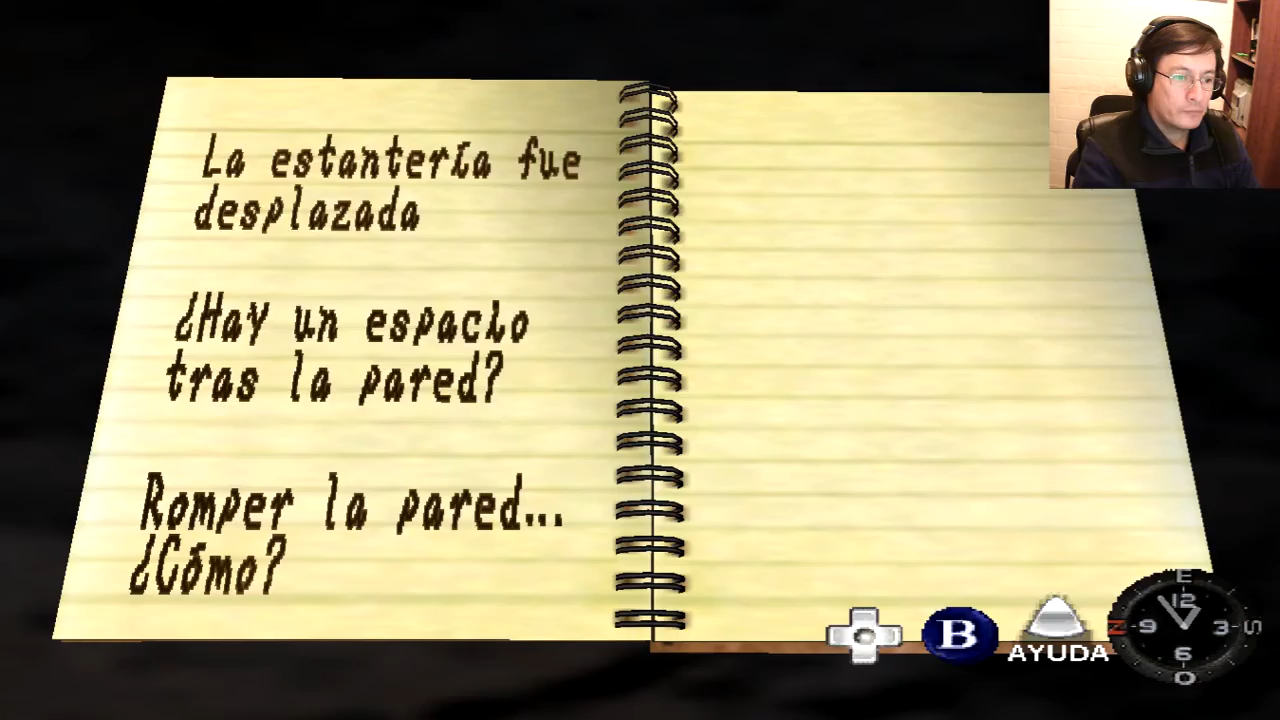 La estantería fue
desplazada
¿Hay un espacio
tras la pared?
Romper la pared...
¿Cómo?
B
AYUDA
E
12
N 9 3 S
6
O